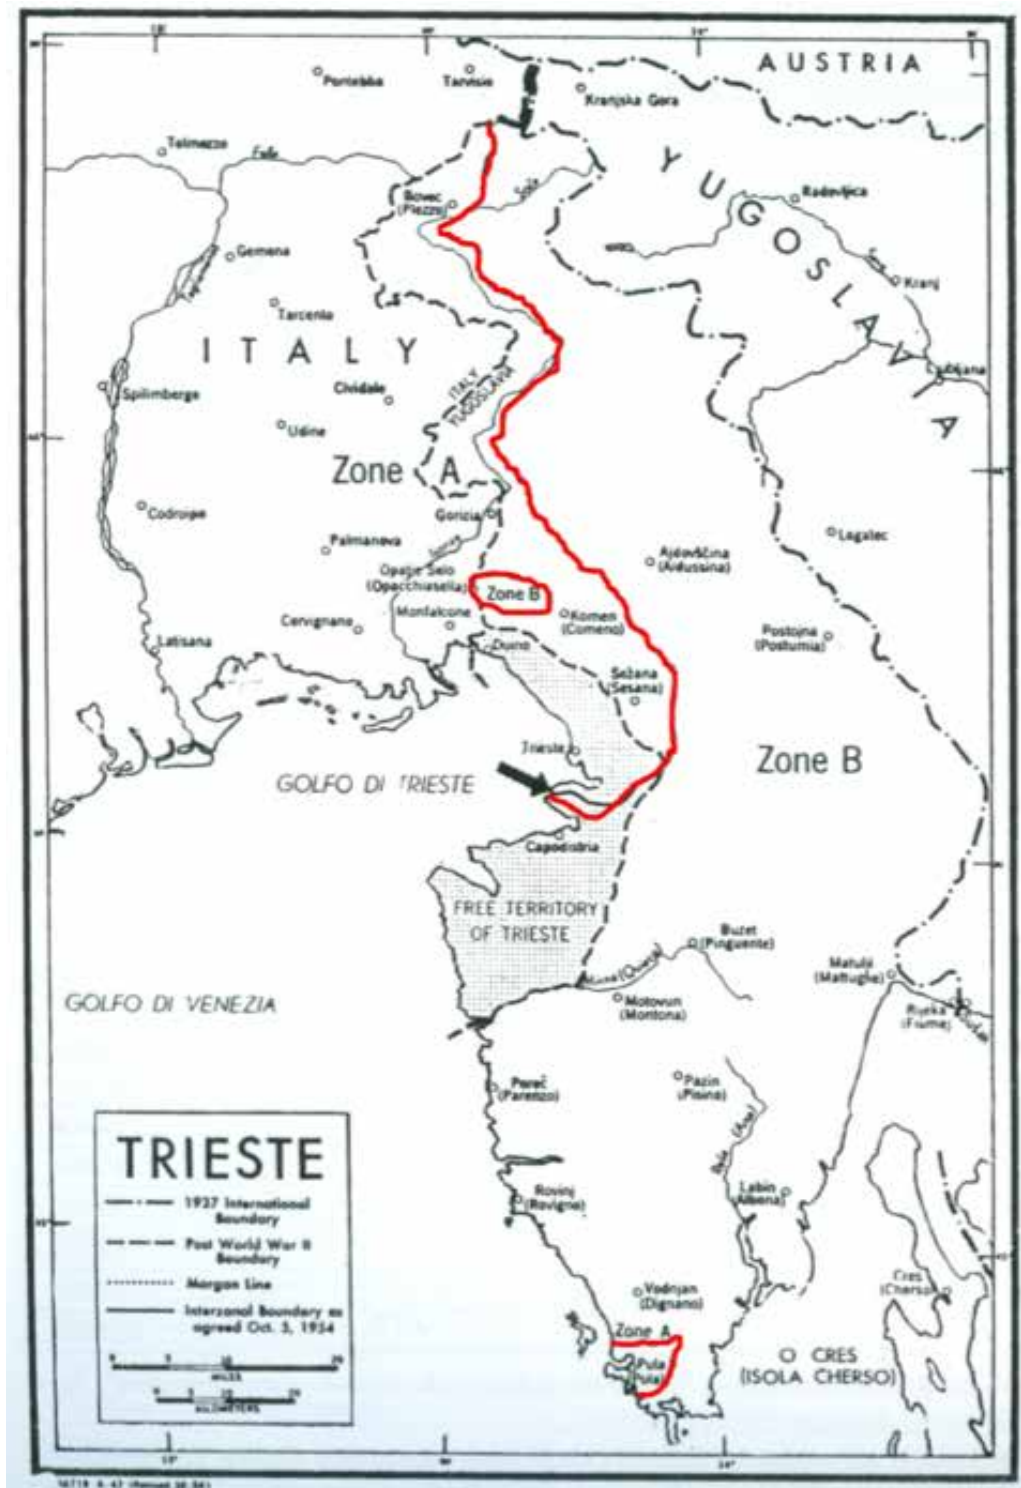 AUSTRIA
Pontebba
Tarvisio
Kranjska Gora
Tolmezzo
Fella
YUGOSLAVIA
Radovljica
Bovec
(Plezzo)
Soča
Gemona
Sava
Kranj
Tarcento
ITALY
Ljubljana
Spilimbergo
Cividale
ITALY
YUGOSLAVIA
Udine
Zone A
Codroipo
Gorizia
Palmanova
Logatec
Ajdovščina
(Aidussina)
Opatje Selo
(Opacchiasella)
Zone B
Monfalcone
Komen
(Comeno)
Cervignano
Latisana
Duino
Postojna
(Postumia)
Sežana
(Sesana)
Trieste
Zone B
GOLFO DI TRIESTE
Capodistria
FREE TERRITORY
OF TRIESTE
Buzet
(Pinguente)
Matulji
(Mattuglie)
GOLFO DI VENEZIA
Motovun
(Montona)
Rijeka
(Fiume)
Poreč
(Parenzo)
Pazin
(Pisino)
TRIESTE
1937 International
Boundary
Post World War II
Boundary
Morgan Line
Interzonal Boundary as
agreed Oct. 5, 1954
MILES
KILOMETERS
Rovinj
(Rovigno)
Labin
(Albona)
Cres
(Cherso)
Vodnjan
(Dignano)
Zone A
Pula
(Pula)
O CRES
(ISOLA CHERSO)